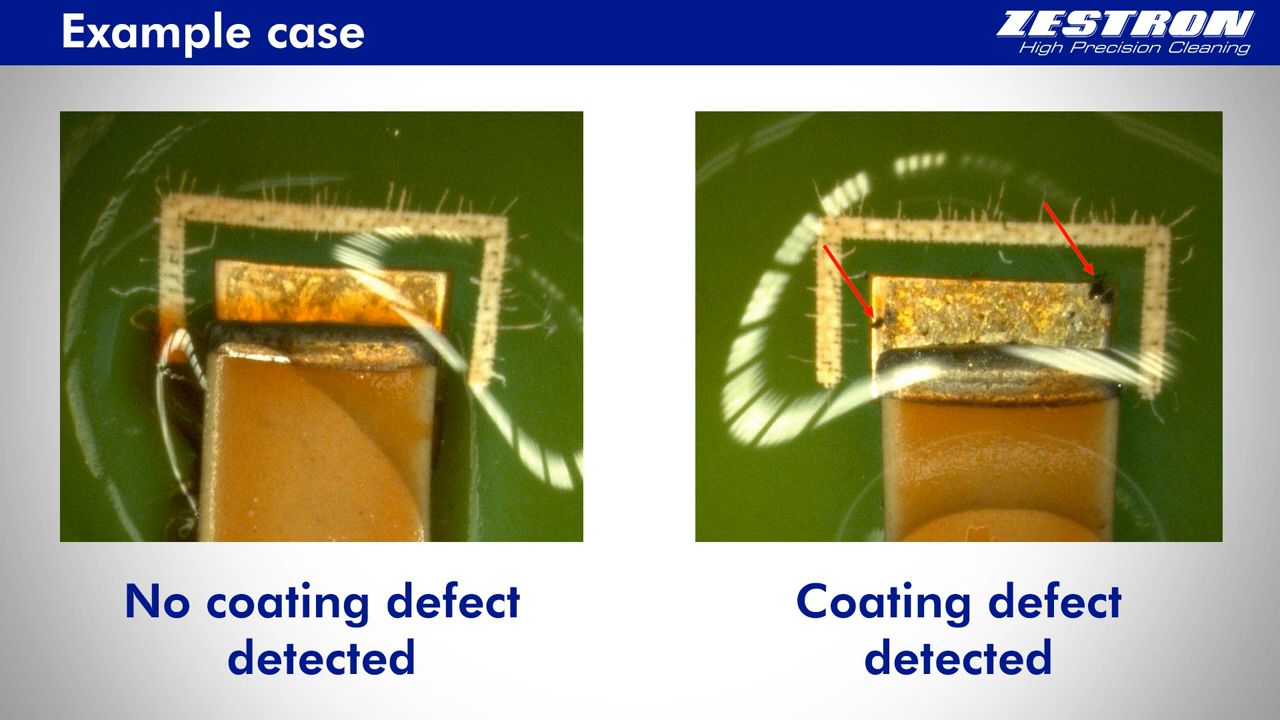 Example case
ZESTRON
High Precision Cleaning
No coating defect
detected
Coating defect
detected